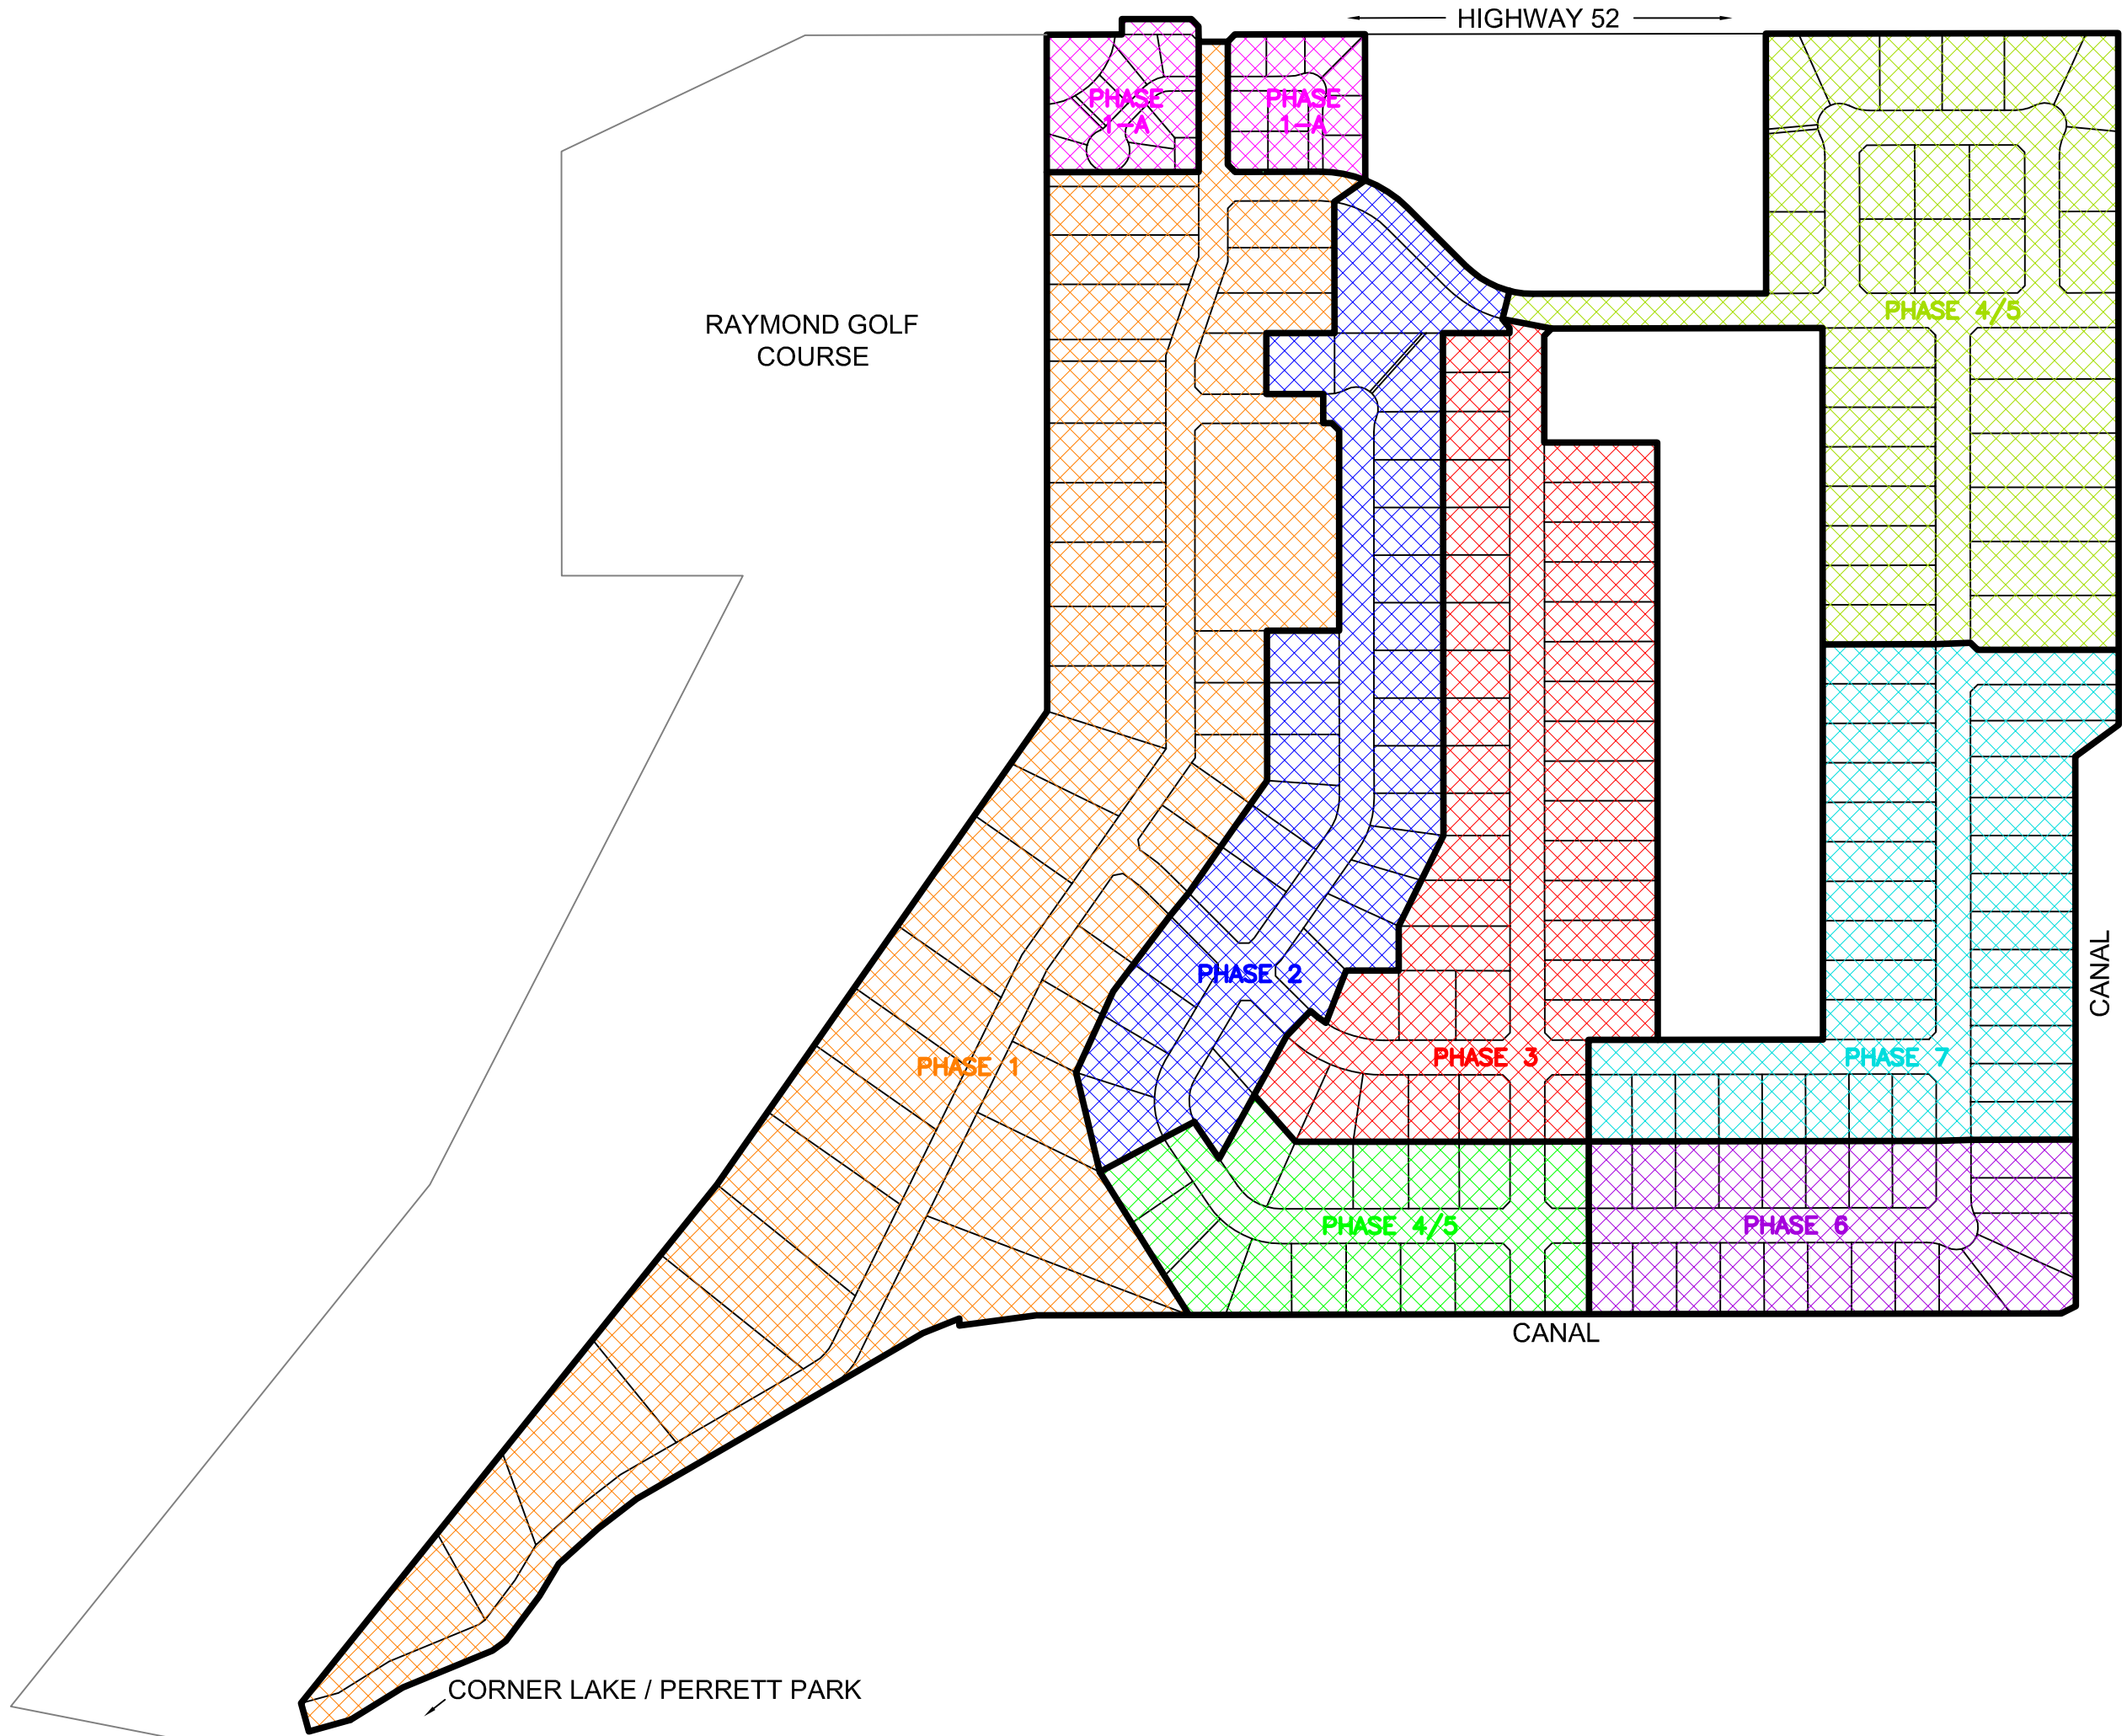 HIGHWAY 52
PHASE
1-A
PHASE
1-A
RAYMOND GOLF
COURSE
PHASE 4/5
PHASE 2
CANAL
PHASE 1
PHASE 3
PHASE 7
PHASE 4/5
PHASE 6
CANAL
CORNER LAKE / PERRETT PARK